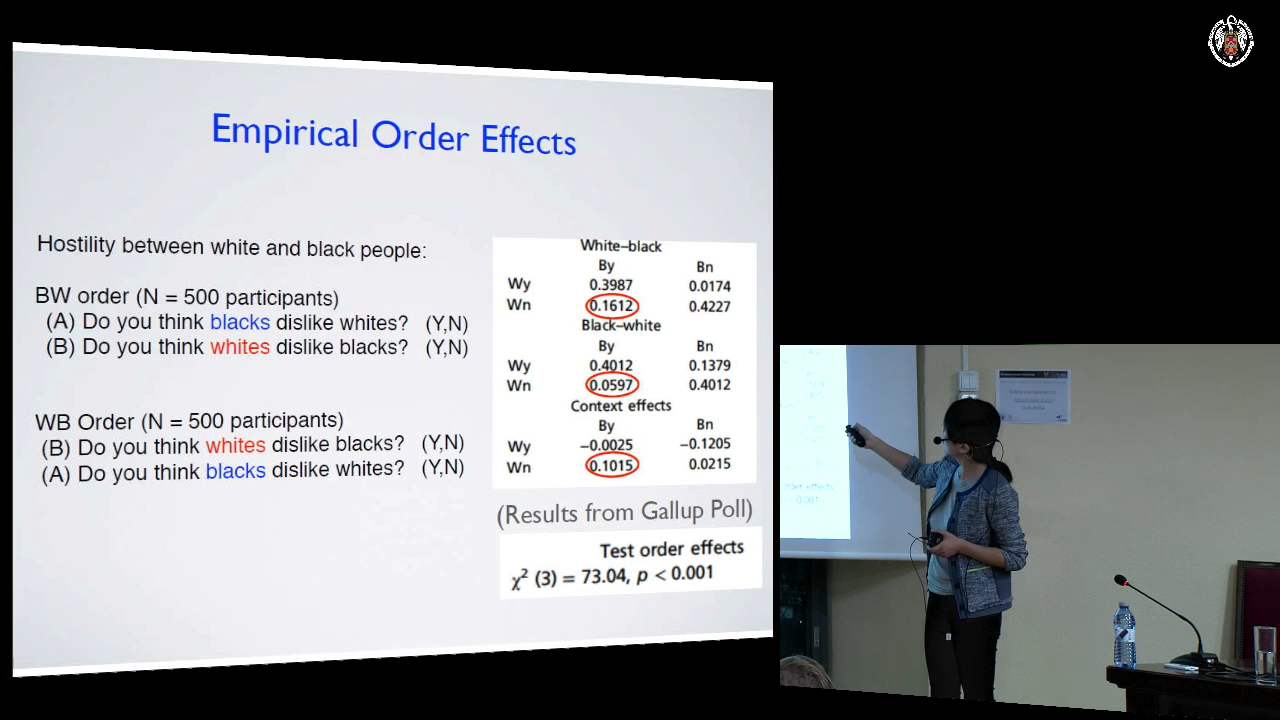 Empirical Order Effects
Hostility between white and black people:
BW order (N = 500 participants)
(A) Do you think blacks dislike whites? (Y,N)
(B) Do you think whites dislike blacks? (Y,N)
WB Order (N = 500 participants)
(B) Do you think whites dislike blacks? (Y,N)
(A) Do you think blacks dislike whites? (Y,N)
White–black
By Bn
Wy 0.3987 0.0174
Wn 0.1612 0.4227
Black–white
By Bn
Wy 0.4012 0.1379
Wn 0.0597 0.4012
Context effects
By Bn
Wy −0.0025 −0.1205
Wn 0.1015 0.0215
(Results from Gallup Poll)
Test order effects
χ² (3) = 73.04, p < 0.001